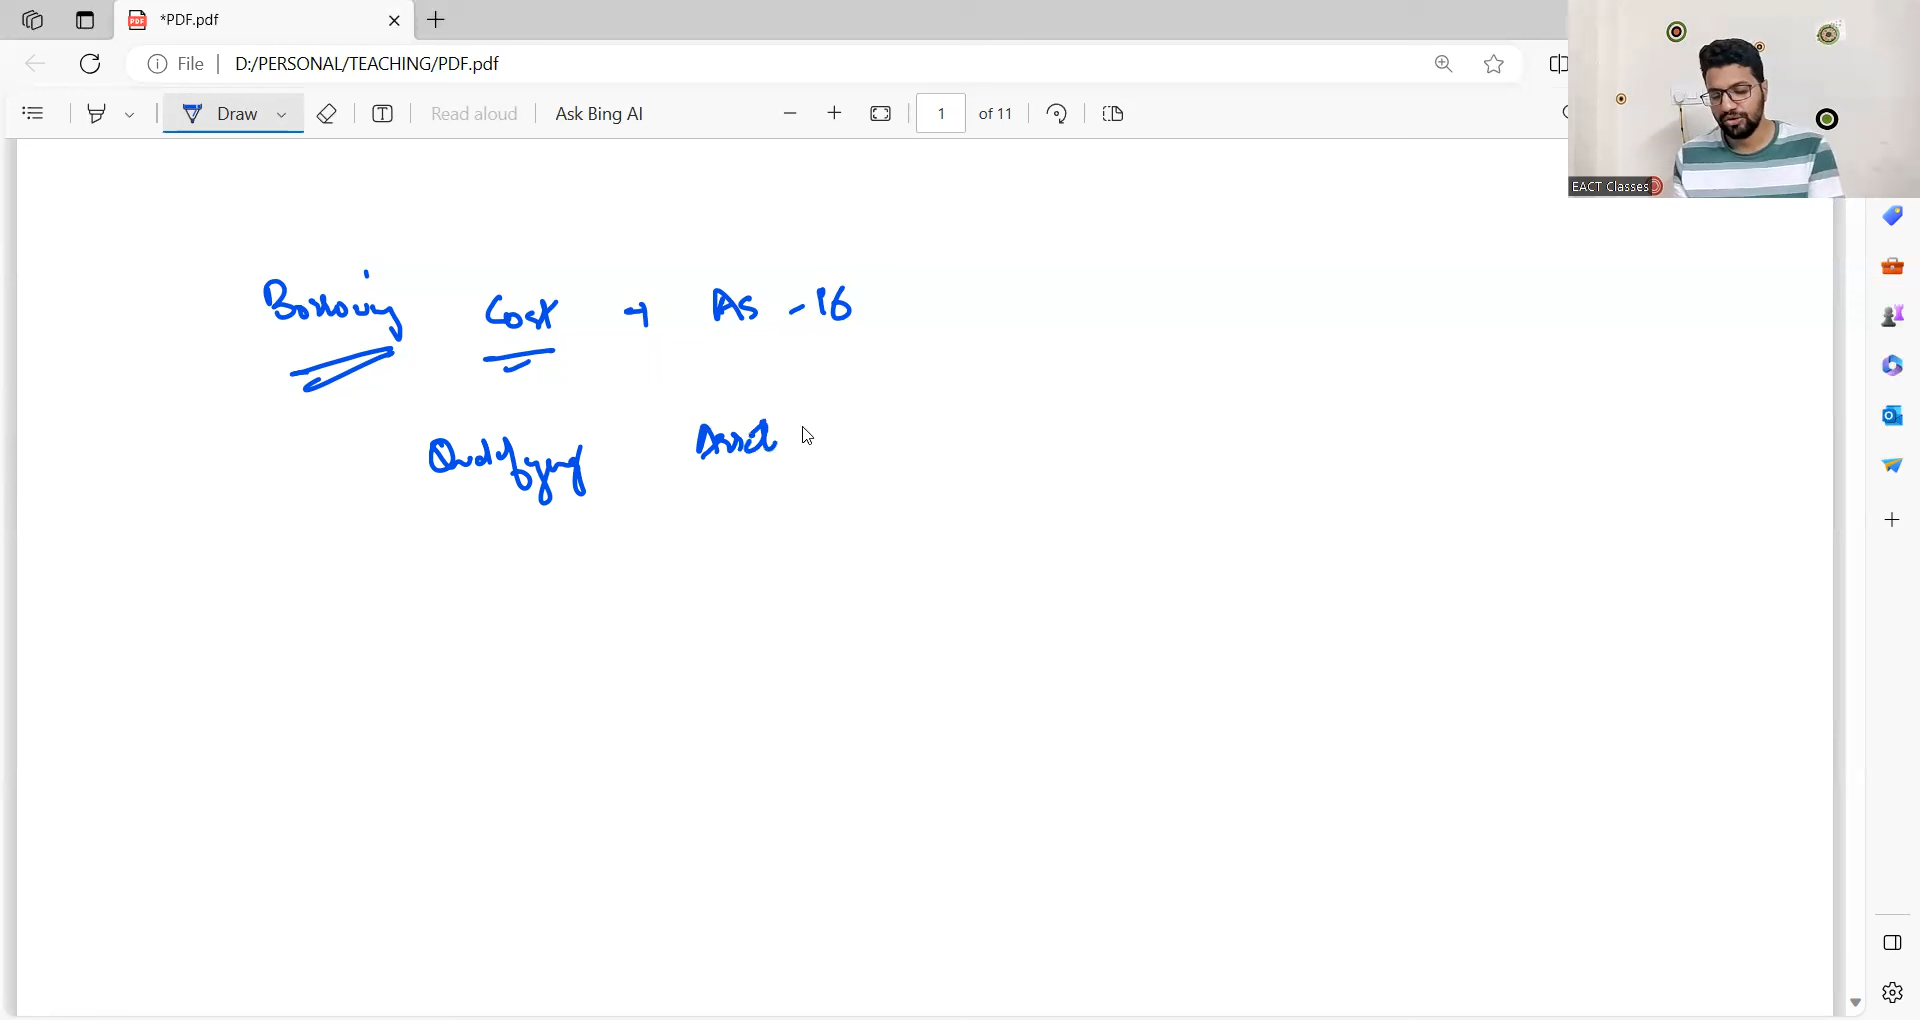 *PDF.pdf
File D:/PERSONAL/TEACHING/PDF.pdf
Draw Read aloud Ask Bing AI 1 of 11
EACT Classes
Borrowing Cost → As - 16
Qualifying Asset